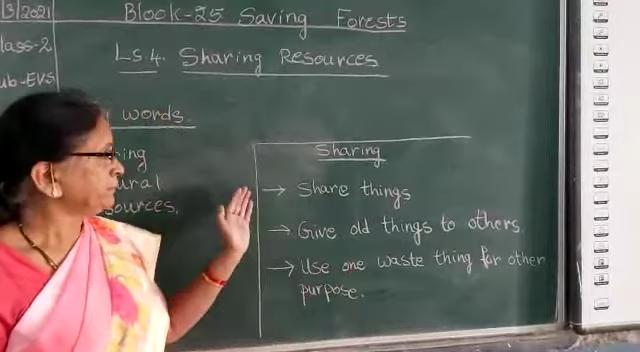 /3/2021
Block-25 Saving Forests
lass-2
LS 4. Sharing Resources
ub-EVS
words.
ing
ural
ources.
Sharing
→ Share things
→ Give old things to others.
→ Use one waste thing for other
purpose.